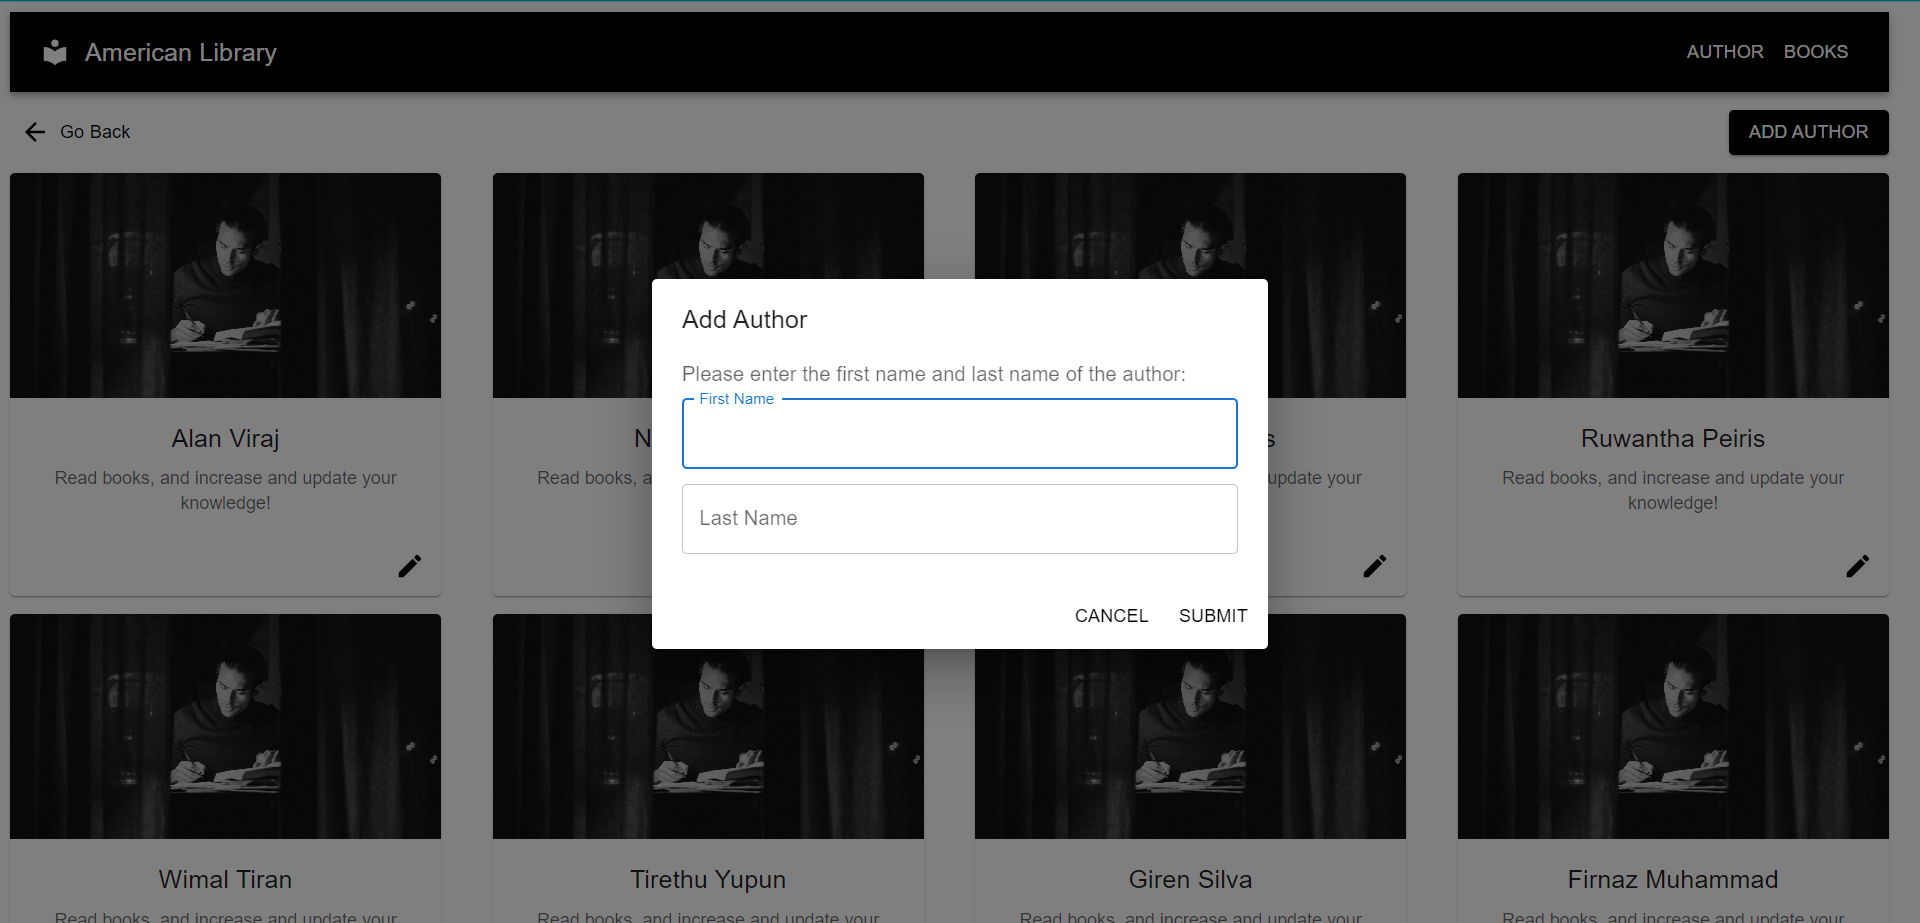 American Library
AUTHOR BOOKS
Go Back
ADD AUTHOR
Add Author
Please enter the first name and last name of the author:
First Name
Last Name
CANCEL SUBMIT
Alan Viraj
Read books, and increase and update your
knowledge!
Read books,
update your
Ruwantha Peiris
Read books, and increase and update your
knowledge!
Wimal Tiran
Read books, and increase and update your
Tirethu Yupun
Read books, and increase and update your
Giren Silva
Read books, and increase and update your
Firnaz Muhammad
Read books, and increase and update your